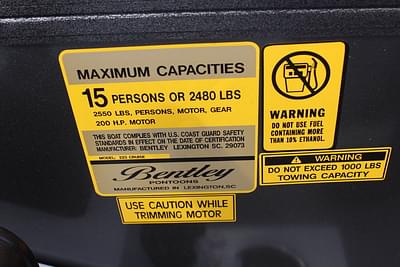 MAXIMUM CAPACITIES
15 PERSONS OR 2480 LBS
2550 LBS, PERSONS, MOTOR, GEAR
200 H.P. MOTOR
THIS BOAT COMPLIES WITH U.S. COAST GUARD SAFETY
STANDARDS IN EFFECT ON THE DATE OF CERTIFICATION
MANUFACTURER: BENTLEY LEXINGTON SC. 29073
MODEL: 223 CRUISE
Bentley
PONTOONS
MANUFACTURED IN LEXINGTON,SC
USE CAUTION WHILE
TRIMMING MOTOR
WARNING
DO NOT USE FUEL
CONTAINING MORE
THAN 10% ETHANOL.
WARNING
DO NOT EXCEED 1000 LBS
TOWING CAPACITY